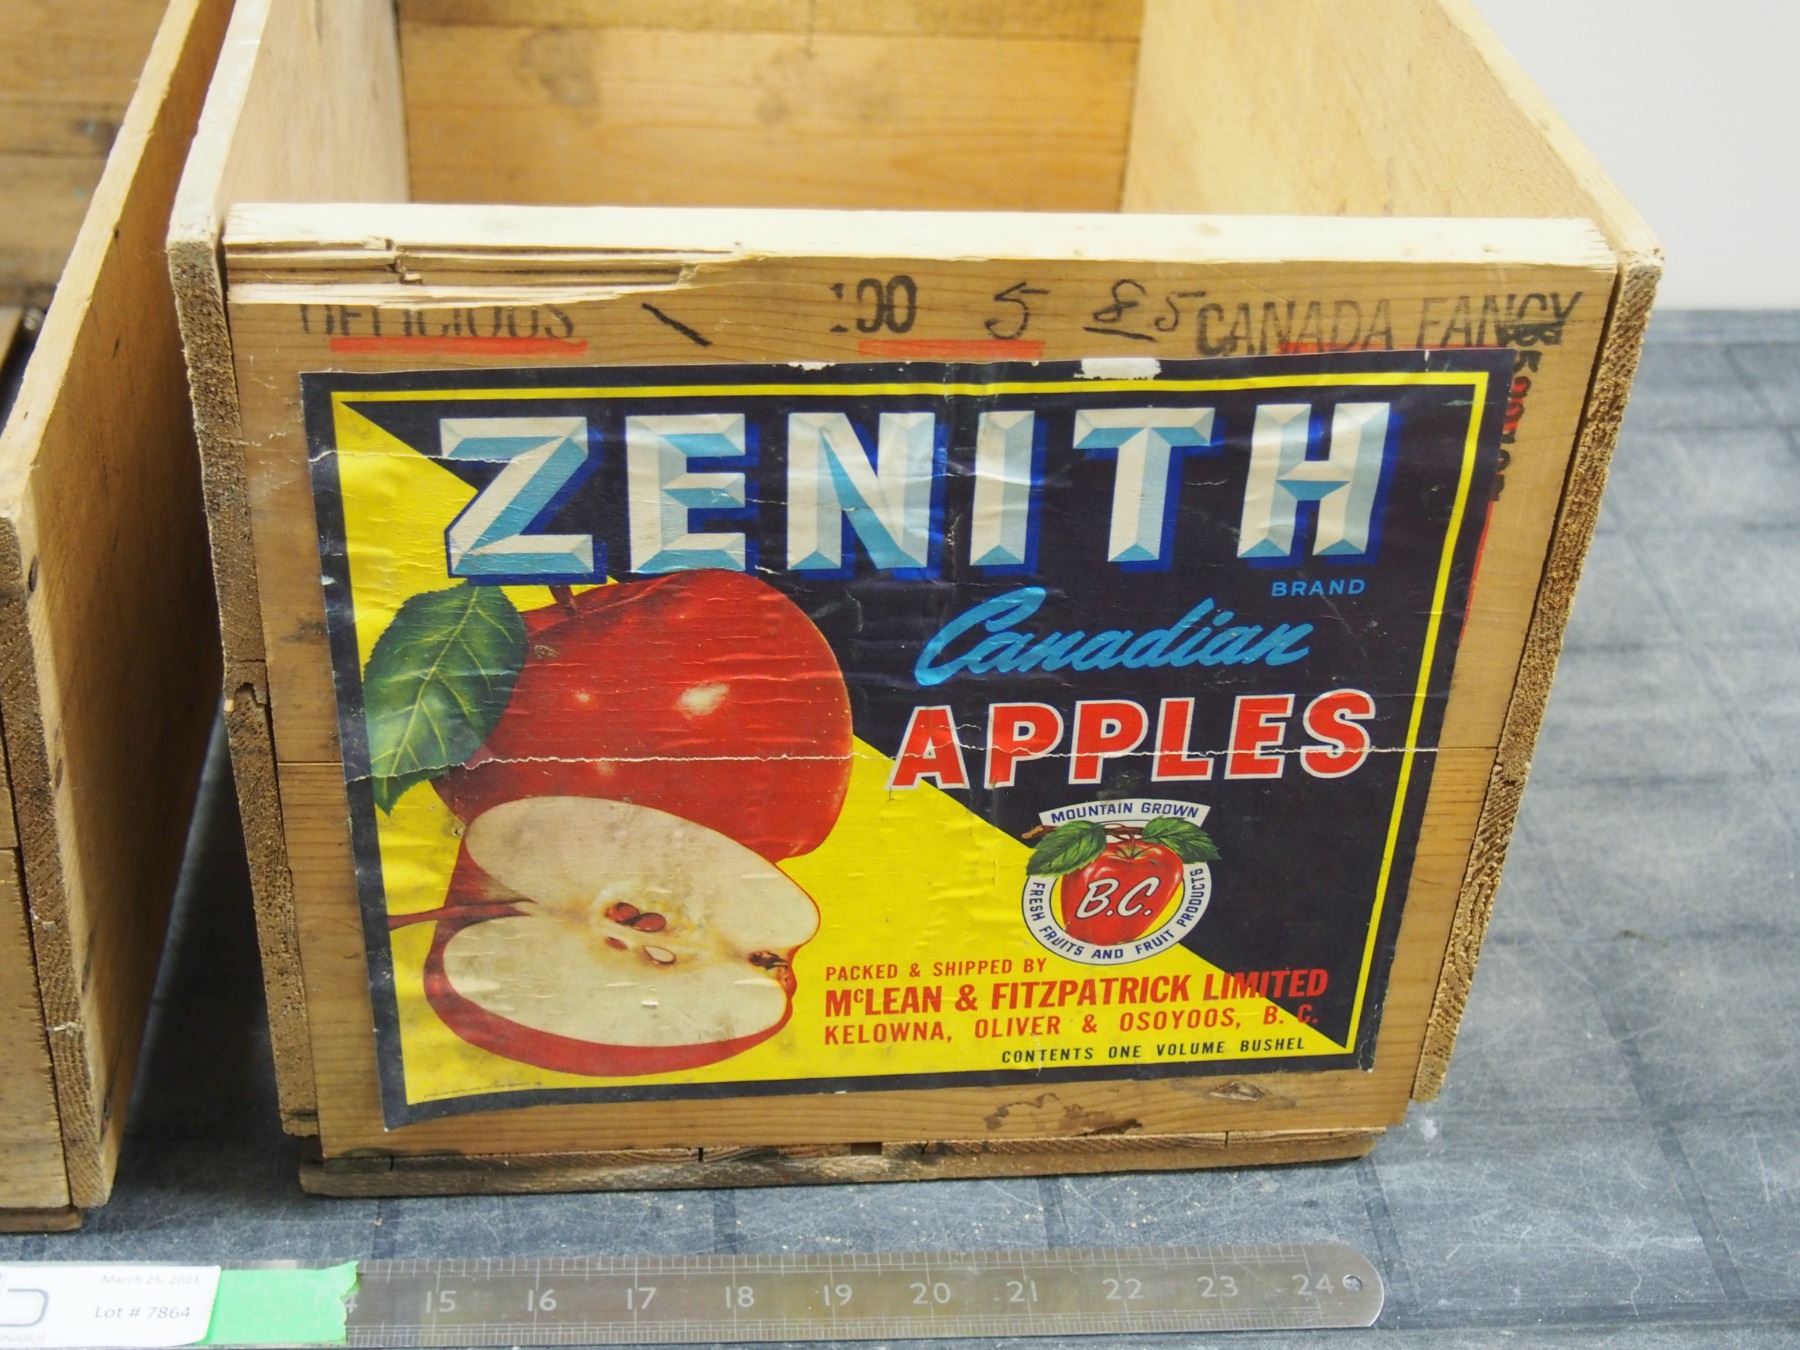 DELICIOUS 100 5 £5 CANADA FANCY
ZENITH
BRAND
Canadian
APPLES
MOUNTAIN GROWN
B.C.
FRESH FRUITS AND FRUIT PRODUCTS
PACKED & SHIPPED BY
McLEAN & FITZPATRICK LIMITED
KELOWNA, OLIVER & OSOYOOS, B. C.
CONTENTS ONE VOLUME BUSHEL
March 25, 2021
Lot # 7864
15 16 17 18 19 20 21 22 23 24